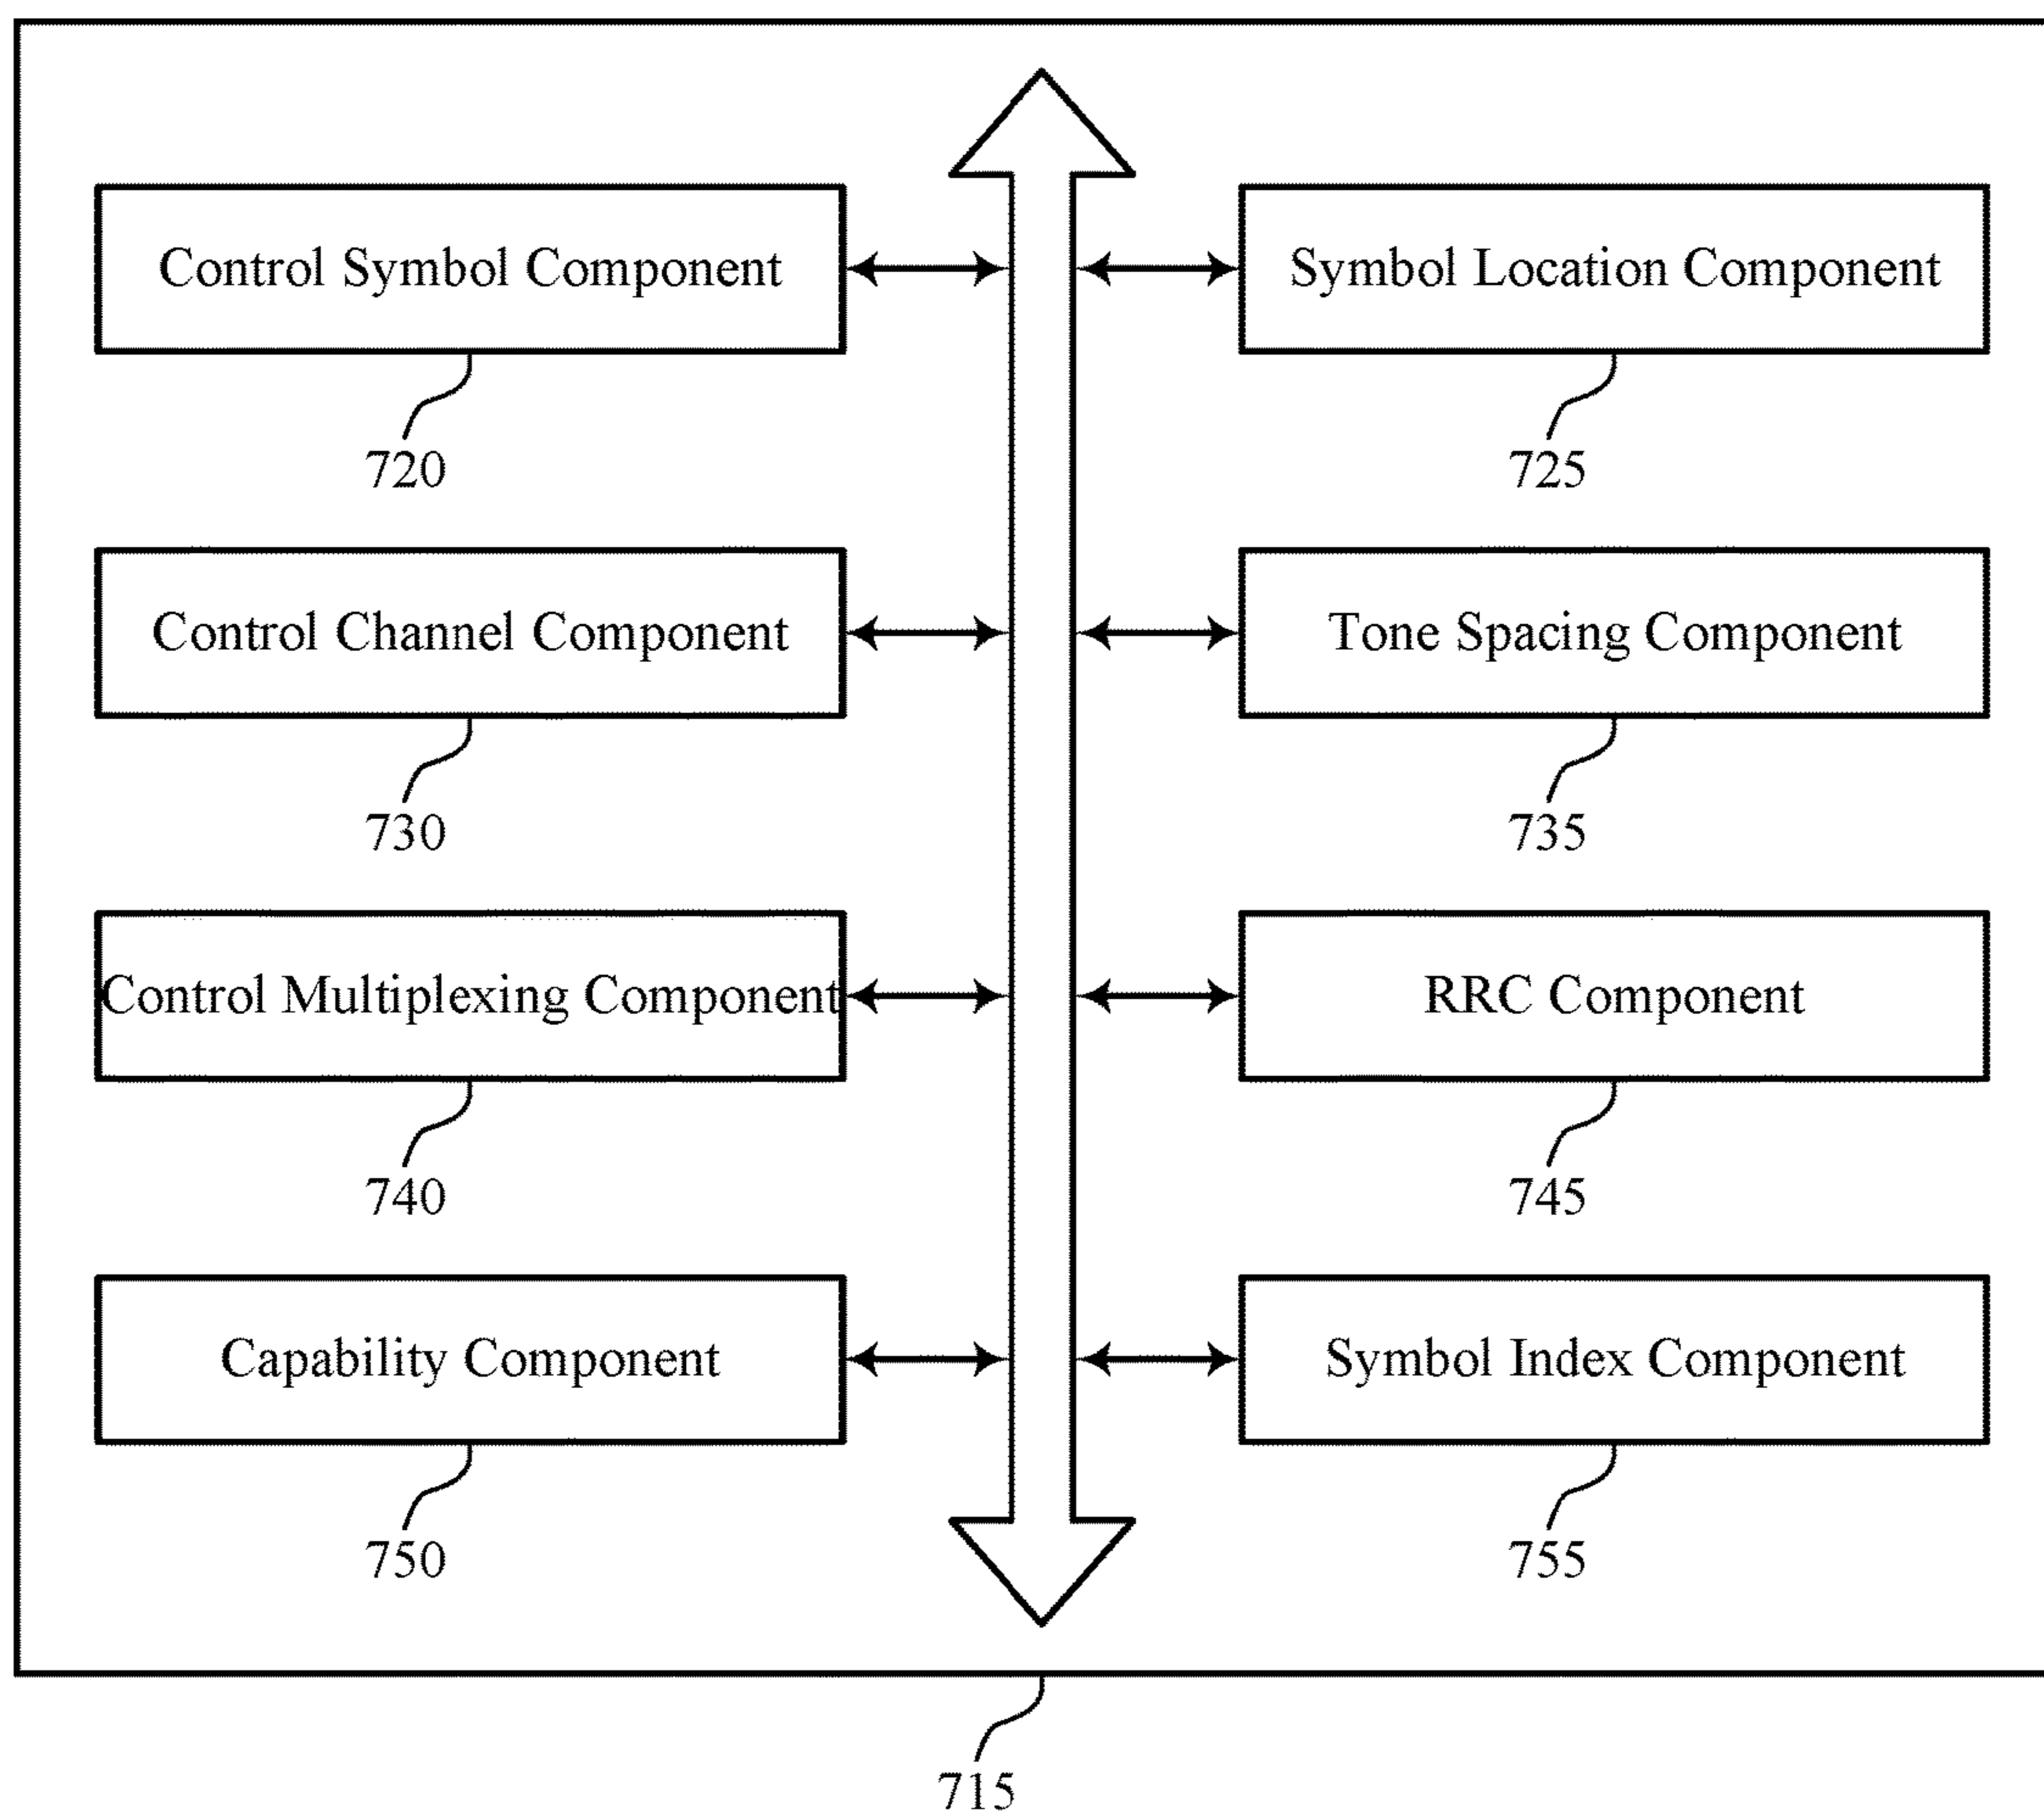 Control Symbol Component
Symbol Location Component
720
725
Control Channel Component
Tone Spacing Component
730
735
Control Multiplexing Component
RRC Component
740
745
Capability Component
Symbol Index Component
750
755
715